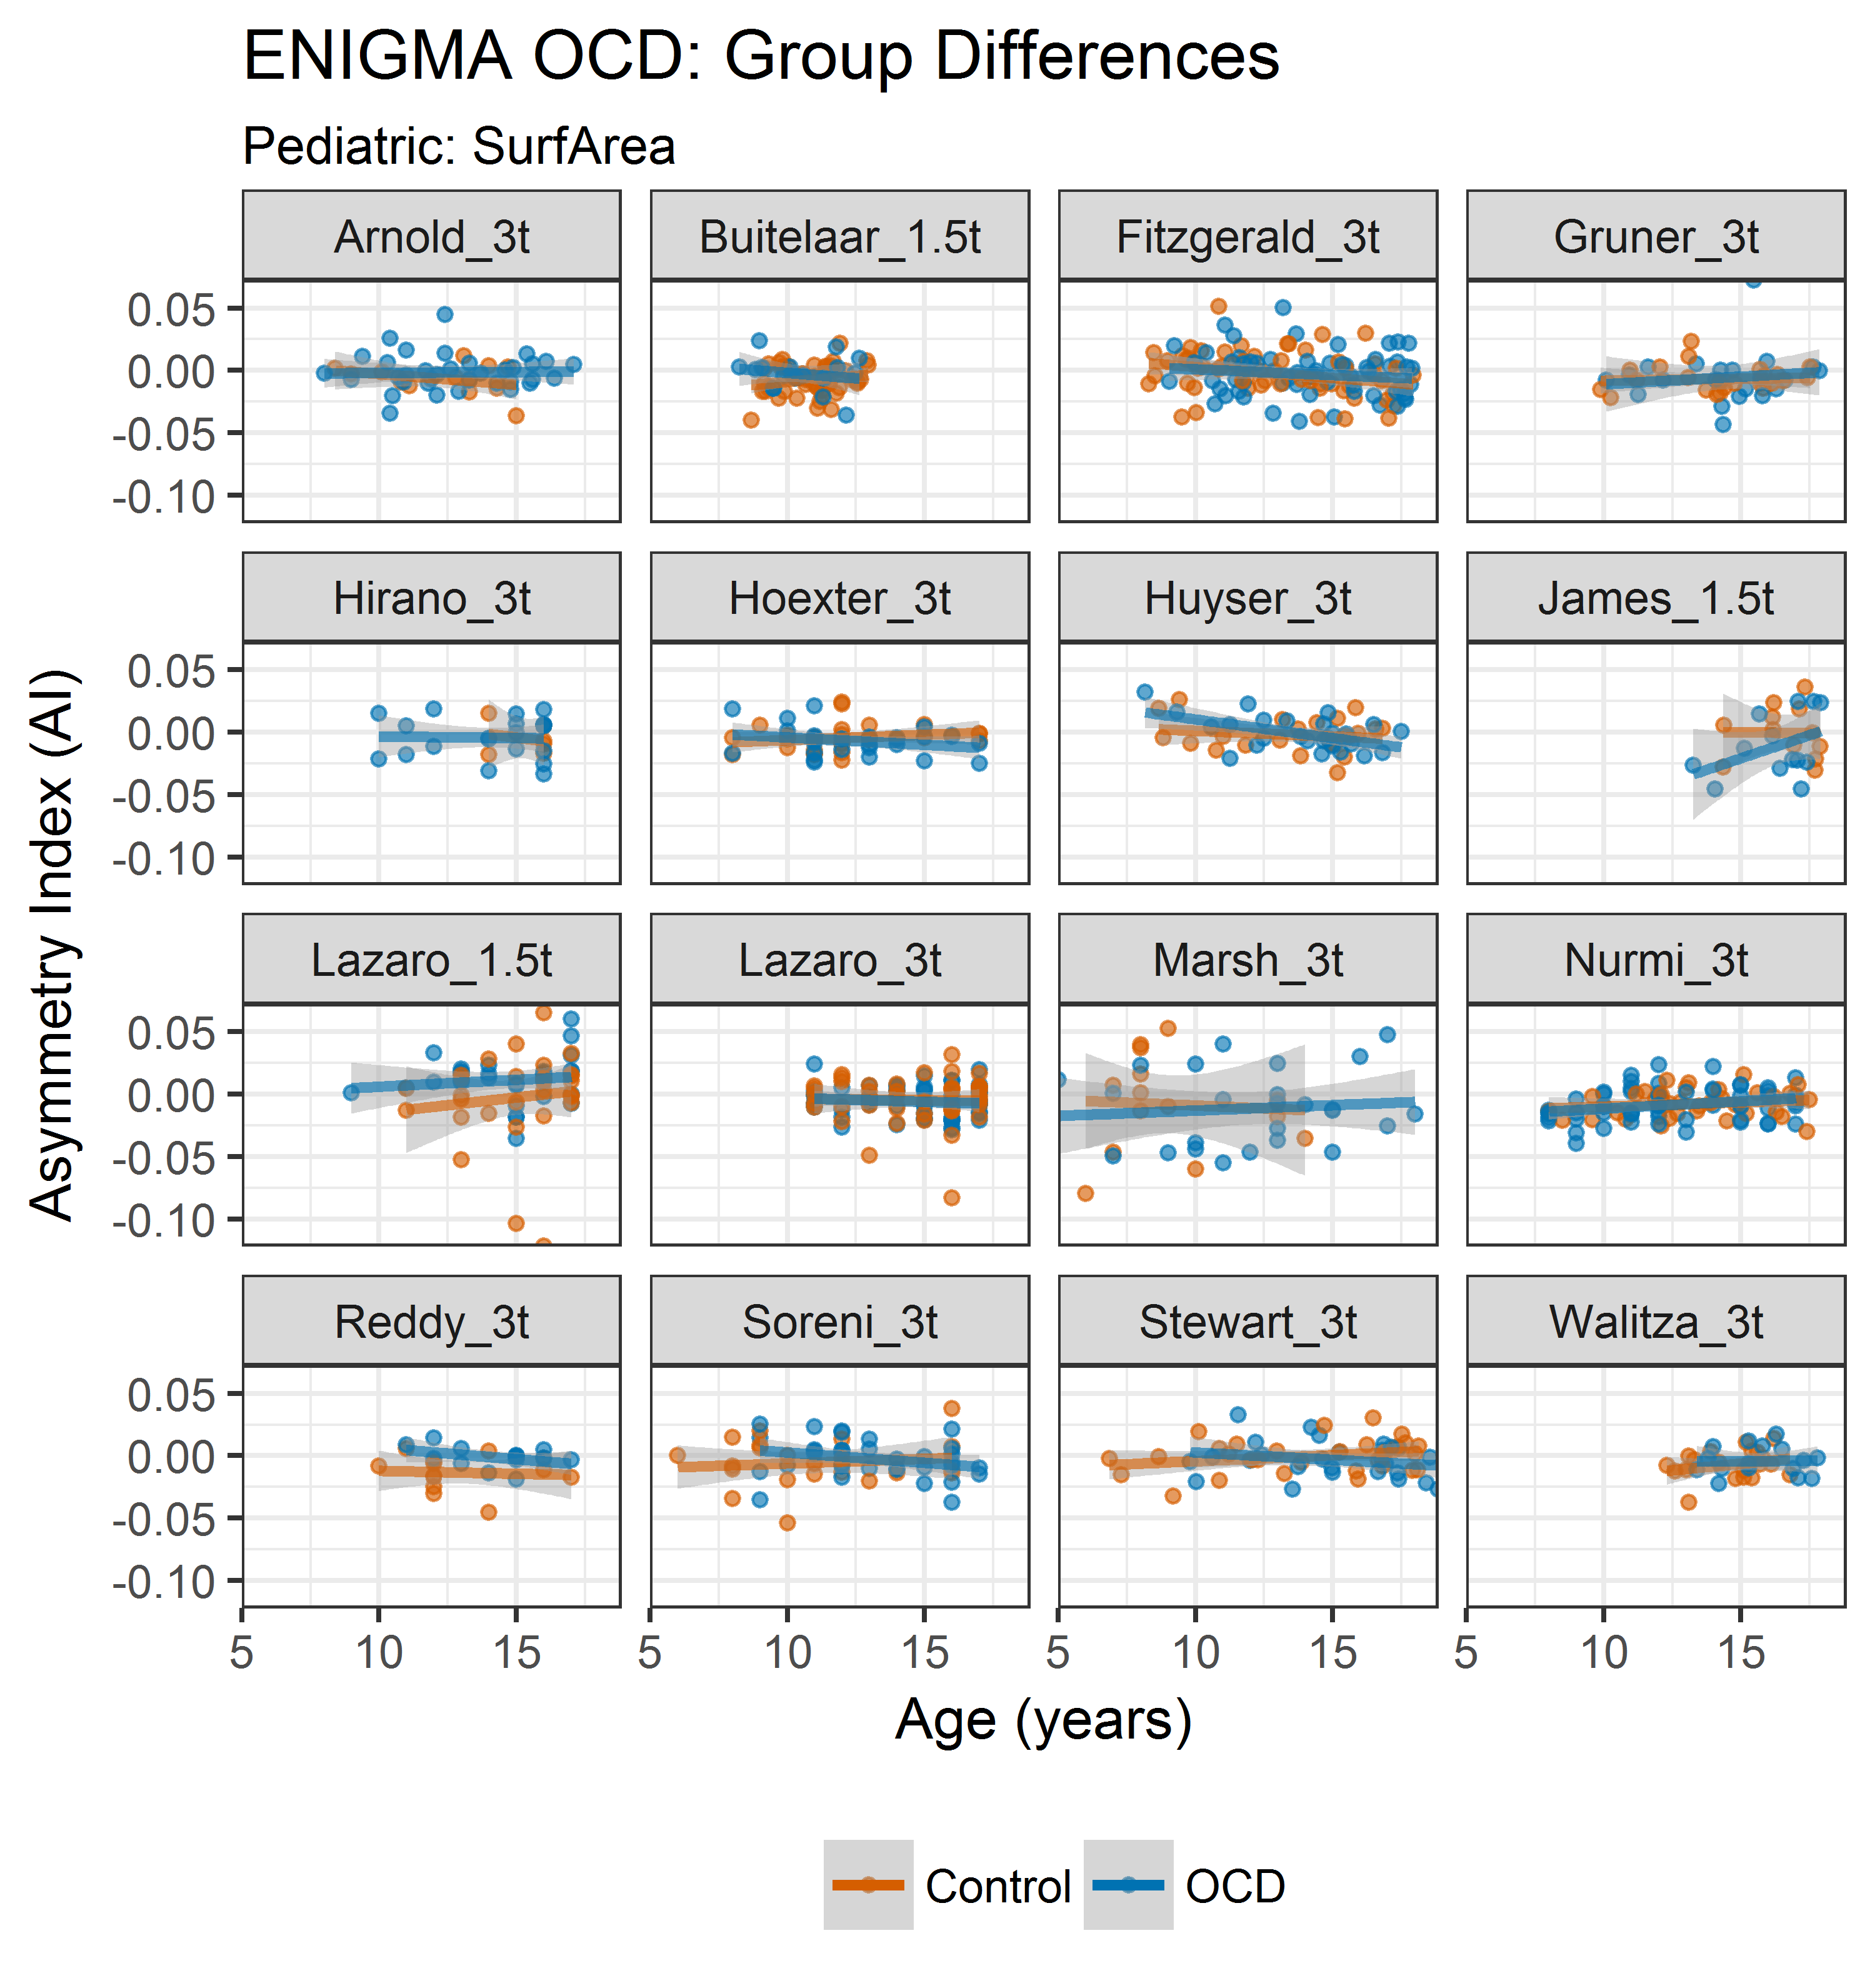 ENIGMA OCD: Group Differences
Pediatric: SurfArea
Arnold_3t Buitelaar_1.5t Fitzgerald_3t Gruner_3t
0.05
0.00
-0.05
-0.10
Hirano_3t Hoexter_3t Huyser_3t James_1.5t
0.05
0.00
-0.05
-0.10
Asymmetry Index (AI)
Lazaro_1.5t Lazaro_3t Marsh_3t Nurmi_3t
0.05
0.00
-0.05
-0.10
Reddy_3t Soreni_3t Stewart_3t Walitza_3t
0.05
0.00
-0.05
-0.10
5 10 15 5 10 15 5 10 15 5 10 15
Age (years)
Control OCD